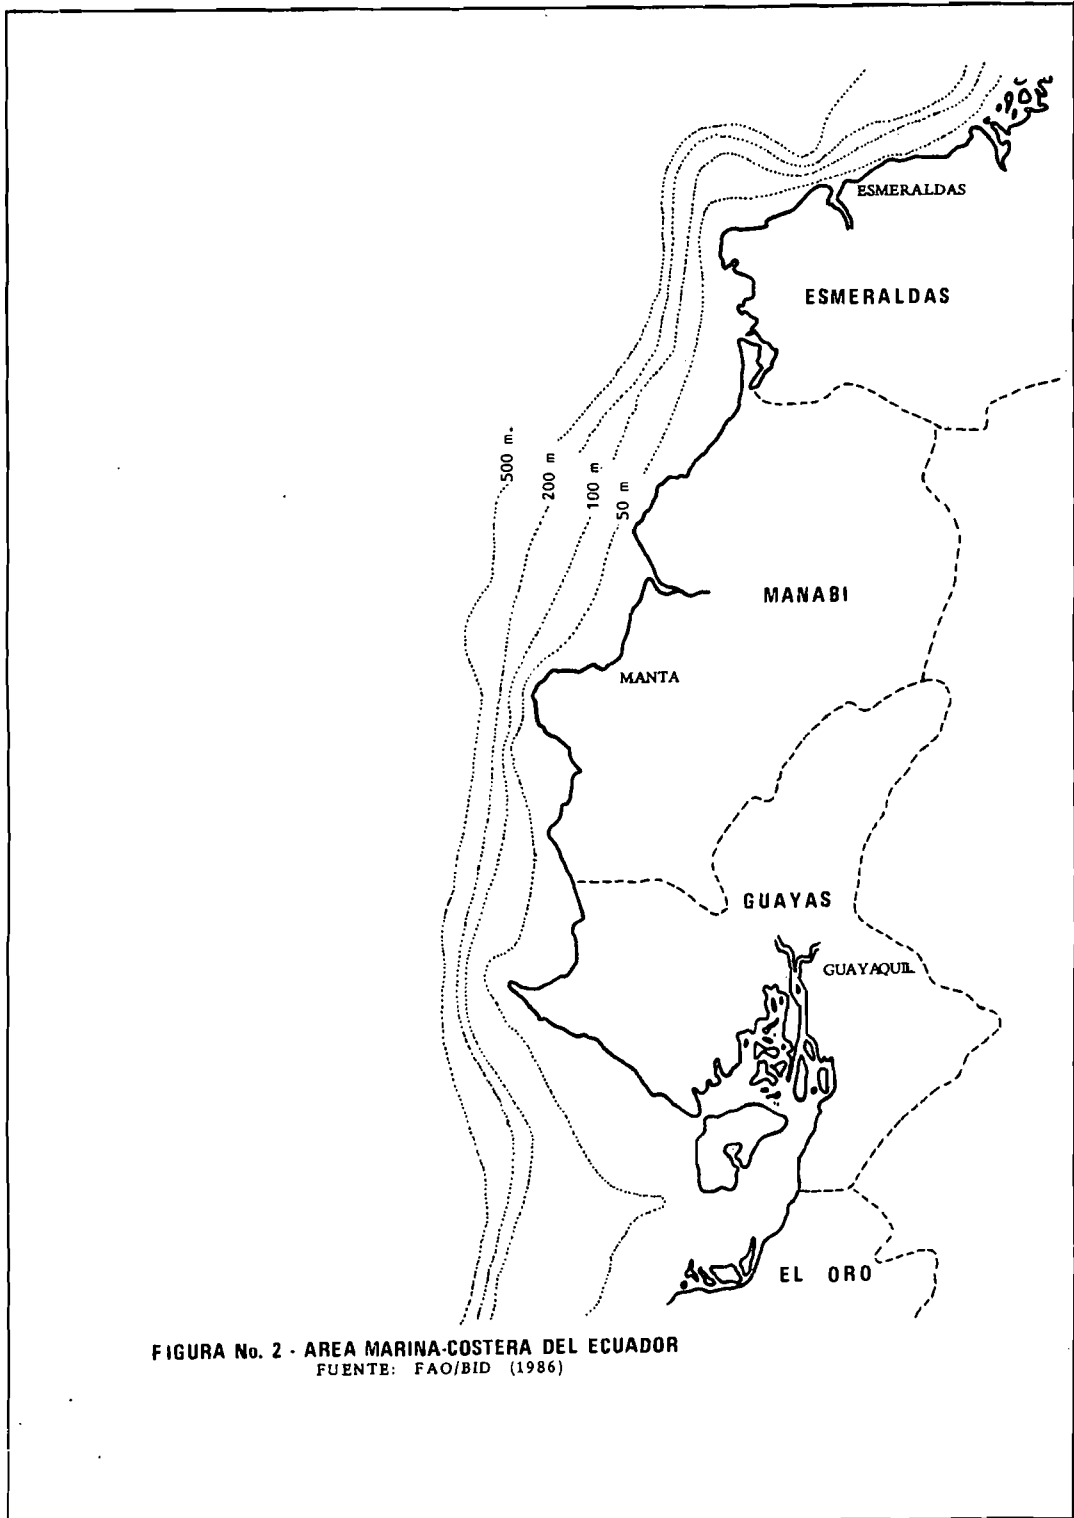 ESMERALDAS
ESMERALDAS
500 m.
200 m
100 m.
50 m
MANABI
MANTA
GUAYAS
GUAYAQUIL
EL ORO
FIGURA No. 2 - AREA MARINA-COSTERA DEL ECUADOR
FUENTE: FAO/BID (1986)